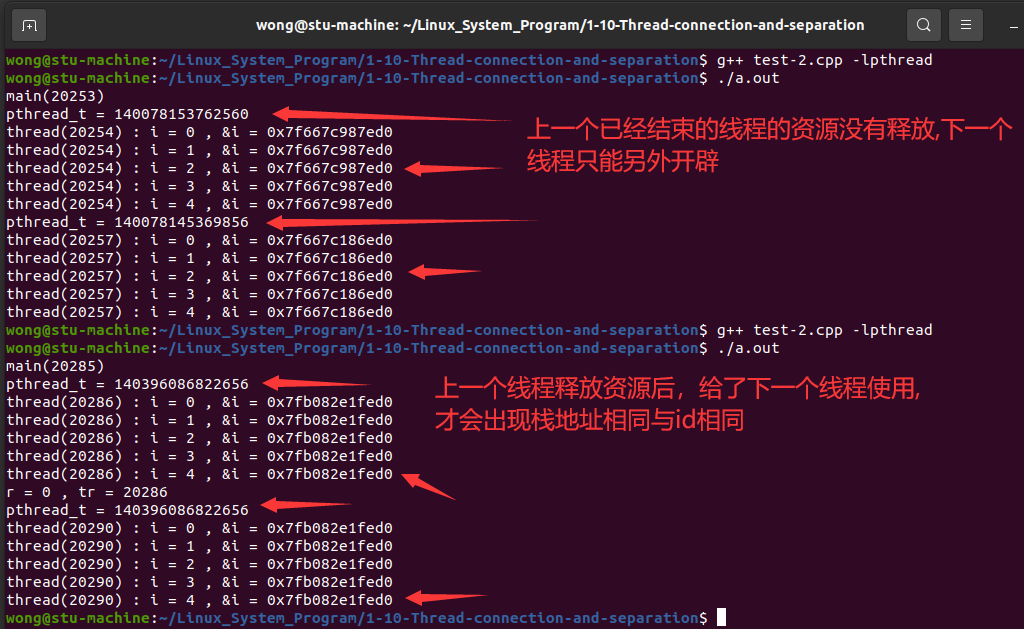 wong@stu-machine: ~/Linux_System_Program/1-10-Thread-connection-and-separation
wong@stu-machine:~/Linux_System_Program/1-10-Thread-connection-and-separation$ g++ test-2.cpp -lpthread
wong@stu-machine:~/Linux_System_Program/1-10-Thread-connection-and-separation$ ./a.out
main(20253)
pthread_t = 140078153762560
thread(20254) : i = 0 , &i = 0x7f667c987ed0
thread(20254) : i = 1 , &i = 0x7f667c987ed0
thread(20254) : i = 2 , &i = 0x7f667c987ed0
thread(20254) : i = 3 , &i = 0x7f667c987ed0
thread(20254) : i = 4 , &i = 0x7f667c987ed0
上一个已经结束的线程的资源没有释放,下一个
线程只能另外开辟
pthread_t = 140078145369856
thread(20257) : i = 0 , &i = 0x7f667c186ed0
thread(20257) : i = 1 , &i = 0x7f667c186ed0
thread(20257) : i = 2 , &i = 0x7f667c186ed0
thread(20257) : i = 3 , &i = 0x7f667c186ed0
thread(20257) : i = 4 , &i = 0x7f667c186ed0
wong@stu-machine:~/Linux_System_Program/1-10-Thread-connection-and-separation$ g++ test-2.cpp -lpthread
wong@stu-machine:~/Linux_System_Program/1-10-Thread-connection-and-separation$ ./a.out
main(20285)
pthread_t = 140396086822656
thread(20286) : i = 0 , &i = 0x7fb082e1fed0
thread(20286) : i = 1 , &i = 0x7fb082e1fed0
thread(20286) : i = 2 , &i = 0x7fb082e1fed0
thread(20286) : i = 3 , &i = 0x7fb082e1fed0
thread(20286) : i = 4 , &i = 0x7fb082e1fed0
上一个线程释放资源后，给了下一个线程使用,
才会出现栈地址相同与id相同
r = 0 , tr = 20286
pthread_t = 140396086822656
thread(20290) : i = 0 , &i = 0x7fb082e1fed0
thread(20290) : i = 1 , &i = 0x7fb082e1fed0
thread(20290) : i = 2 , &i = 0x7fb082e1fed0
thread(20290) : i = 3 , &i = 0x7fb082e1fed0
thread(20290) : i = 4 , &i = 0x7fb082e1fed0
wong@stu-machine:~/Linux_System_Program/1-10-Thread-connection-and-separation$